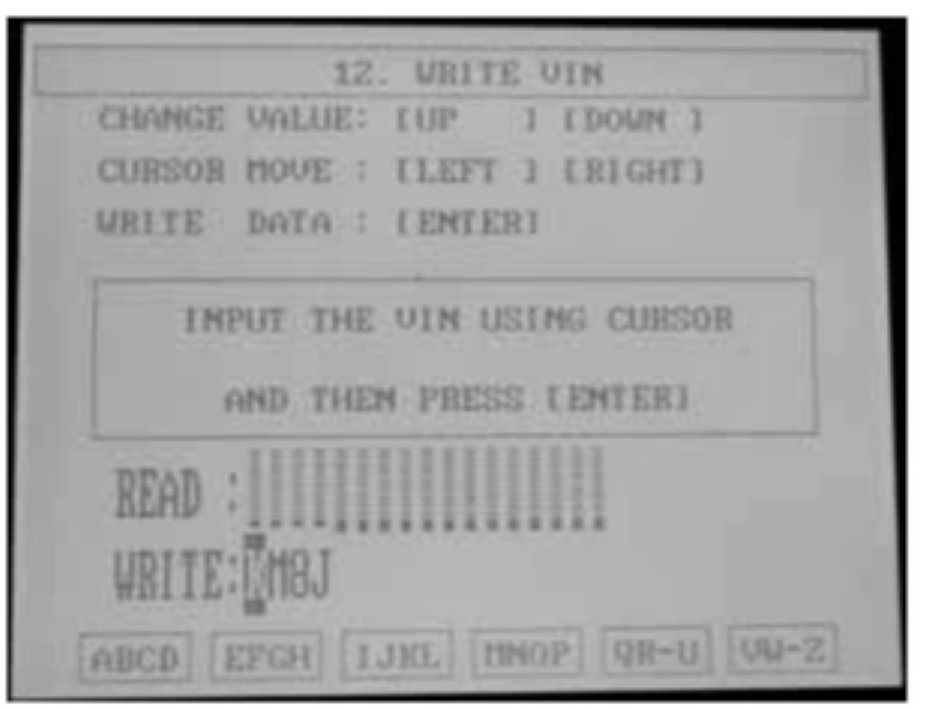 12. WRITE VIN
CHANGE VALUE: [UP ] [DOWN ]
CURSOR MOVE : [LEFT ] [RIGHT]
WRITE DATA : [ENTER]
INPUT THE VIN USING CURSOR
AND THEN PRESS [ENTER]
READ :
WRITE:KM8J
ABCD EFGH IJKL MNOP QR-U VW-Z